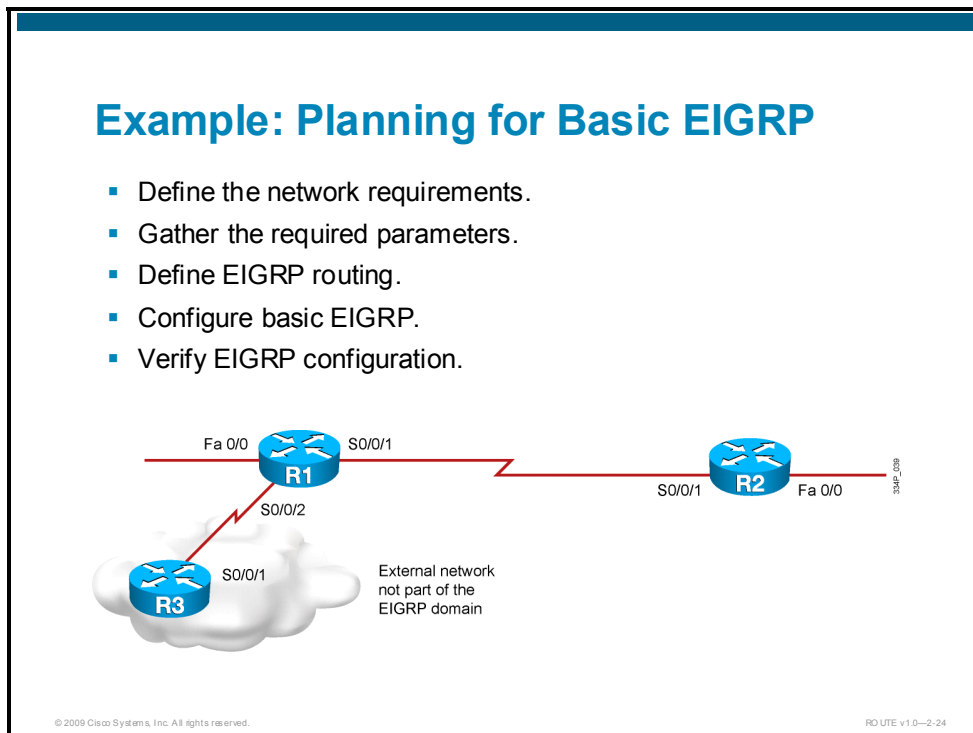 Example: Planning for Basic EIGRP
▪ Define the network requirements.
▪ Gather the required parameters.
▪ Define EIGRP routing.
▪ Configure basic EIGRP.
▪ Verify EIGRP configuration.
Fa 0/0
S0/0/1
R1
S0/0/2
S0/0/1
R2
Fa 0/0
334P_039
S0/0/1
R3
External network
not part of the
EIGRP domain
© 2009 Cisco Systems, Inc. All rights reserved.
ROUTE v1.0—2-24